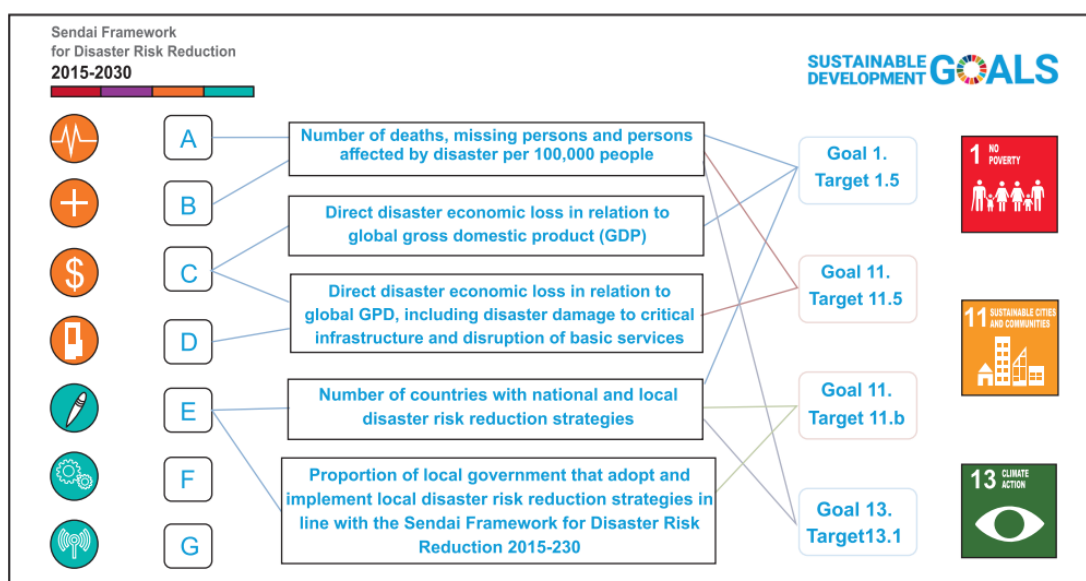 Sendai Framework
for Disaster Risk Reduction
2015-2030
SUSTAINABLE
DEVELOPMENT
GOALS
A
B
C
D
E
F
G
Number of deaths, missing persons and persons
affected by disaster per 100,000 people
Direct disaster economic loss in relation to
global gross domestic product (GDP)
Direct disaster economic loss in relation to
global GPD, including disaster damage to critical
infrastructure and disruption of basic services
Number of countries with national and local
disaster risk reduction strategies
Proportion of local government that adopt and
implement local disaster risk reduction strategies in
line with the Sendai Framework for Disaster Risk
Reduction 2015-230
Goal 1.
Target 1.5
Goal 11.
Target 11.5
Goal 11.
Target 11.b
Goal 13.
Target13.1
1 NO
POVERTY
11 SUSTAINABLE CITIES
AND COMMUNITIES
13 CLIMATE
ACTION
$